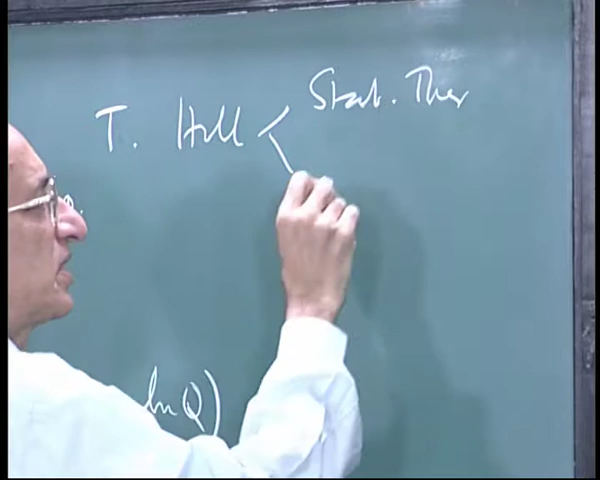 T. Hill < Stat. Ther
ln Q)